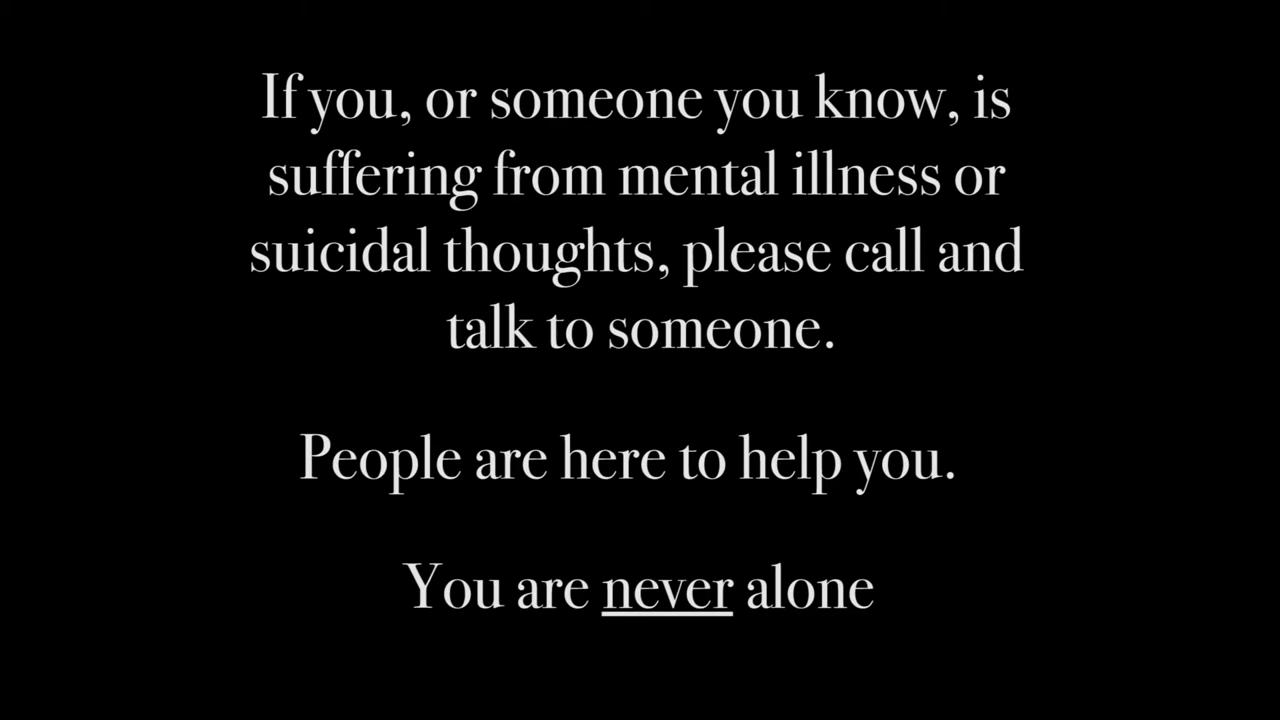 If you, or someone you know, is
suffering from mental illness or
suicidal thoughts, please call and
talk to someone.
People are here to help you.
You are never alone